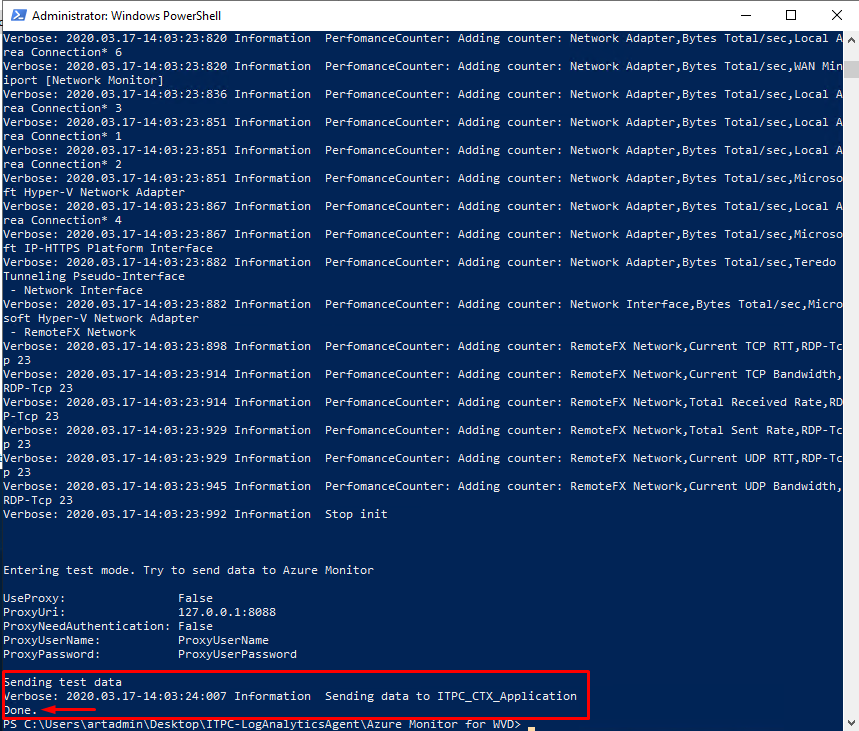 Administrator: Windows PowerShell
Verbose: 2020.03.17-14:03:23:820 Information  PerfomanceCounter: Adding counter: Network Adapter,Bytes Total/sec,Local A
rea Connection* 6
Verbose: 2020.03.17-14:03:23:820 Information  PerfomanceCounter: Adding counter: Network Adapter,Bytes Total/sec,WAN Min
iport [Network Monitor]
Verbose: 2020.03.17-14:03:23:836 Information  PerfomanceCounter: Adding counter: Network Adapter,Bytes Total/sec,Local A
rea Connection* 3
Verbose: 2020.03.17-14:03:23:851 Information  PerfomanceCounter: Adding counter: Network Adapter,Bytes Total/sec,Local A
rea Connection* 1
Verbose: 2020.03.17-14:03:23:851 Information  PerfomanceCounter: Adding counter: Network Adapter,Bytes Total/sec,Local A
rea Connection* 2
Verbose: 2020.03.17-14:03:23:851 Information  PerfomanceCounter: Adding counter: Network Adapter,Bytes Total/sec,Microso
ft Hyper-V Network Adapter
Verbose: 2020.03.17-14:03:23:867 Information  PerfomanceCounter: Adding counter: Network Adapter,Bytes Total/sec,Local A
rea Connection* 4
Verbose: 2020.03.17-14:03:23:867 Information  PerfomanceCounter: Adding counter: Network Adapter,Bytes Total/sec,Microso
ft IP-HTTPS Platform Interface
Verbose: 2020.03.17-14:03:23:882 Information  PerfomanceCounter: Adding counter: Network Adapter,Bytes Total/sec,Teredo
Tunneling Pseudo-Interface
 - Network Interface
Verbose: 2020.03.17-14:03:23:882 Information  PerfomanceCounter: Adding counter: Network Interface,Bytes Total/sec,Micro
soft Hyper-V Network Adapter
 - RemoteFX Network
Verbose: 2020.03.17-14:03:23:898 Information  PerfomanceCounter: Adding counter: RemoteFX Network,Current TCP RTT,RDP-Tc
p 23
Verbose: 2020.03.17-14:03:23:914 Information  PerfomanceCounter: Adding counter: RemoteFX Network,Current TCP Bandwidth,
RDP-Tcp 23
Verbose: 2020.03.17-14:03:23:914 Information  PerfomanceCounter: Adding counter: RemoteFX Network,Total Received Rate,RD
P-Tcp 23
Verbose: 2020.03.17-14:03:23:929 Information  PerfomanceCounter: Adding counter: RemoteFX Network,Total Sent Rate,RDP-Tc
p 23
Verbose: 2020.03.17-14:03:23:929 Information  PerfomanceCounter: Adding counter: RemoteFX Network,Current UDP RTT,RDP-Tc
p 23
Verbose: 2020.03.17-14:03:23:945 Information  PerfomanceCounter: Adding counter: RemoteFX Network,Current UDP Bandwidth,
RDP-Tcp 23
Verbose: 2020.03.17-14:03:23:992 Information  Stop init
Entering test mode. Try to send data to Azure Monitor
UseProxy:                False
ProxyUri:                127.0.0.1:8088
ProxyNeedAuthentication: False
ProxyUserName:           ProxyUserName
ProxyPassword:           ProxyUserPassword
Sending test data
Verbose: 2020.03.17-14:03:24:007 Information  Sending data to ITPC_CTX_Application
Done.
PS C:\Users\artadmin\Desktop\ITPC-LogAnalyticsAgent\Azure Monitor for WVD>